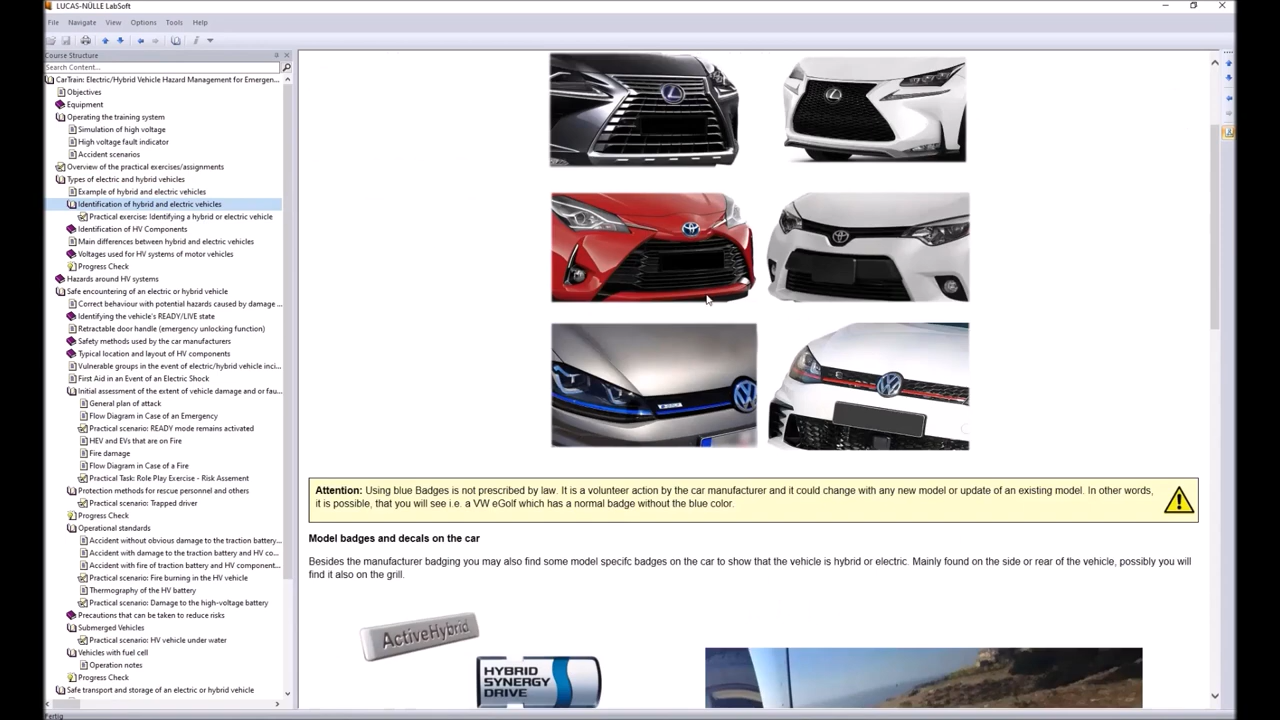 LUCAS-NÜLLE LabSoft
File Navigate View Options Tools Help
Course Structure
Search Content...
CarTrain: Electric/Hybrid Vehicle Hazard Management for Emergen...
Objectives
Equipment
Operating the training system
Simulation of high voltage
High voltage fault indicator
Accident scenarios
Overview of the practical exercises/assignments
Types of electric and hybrid vehicles
Example of hybrid and electric vehicles
Identification of hybrid and electric vehicles
Practical exercise: Identifying a hybrid or electric vehicle
Identification of HV Components
Main differences between hybrid and electric vehicles
Voltages used for HV systems of motor vehicles
Progress Check
Hazards around HV systems
Safe encountering of an electric or hybrid vehicle
Correct behaviour with potential hazards caused by damage ...
Identifying the vehicle's READY/LIVE state
Retractable door handle (emergency unlocking function)
Safety methods used by the car manufacturers
Typical location and layout of HV components
Vulnerable groups in the event of electric/hybrid vehicle inci...
First Aid in an Event of an Electric Shock
Initial assessment of the extent of vehicle damage and or fau...
General plan of attack
Flow Diagram in Case of an Emergency
Practical scenario: READY mode remains activated
HEV and EVs that are on Fire
Fire damage
Flow Diagram in Case of a Fire
Practical Task: Role Play Exercise - Risk Assement
Protection methods for rescue personnel and others
Practical scenario: Trapped driver
Progress Check
Operational standards
Accident without obvious damage to the traction battery...
Accident with damage to the traction battery and HV co...
Accident with fire of traction battery and HV component...
Practical scenario: Fire burning in the HV vehicle
Thermography of the HV battery
Practical scenario: Damage to the high-voltage battery
Precautions that can be taken to reduce risks
Submerged Vehicles
Practical scenario: HV vehicle under water
Vehicles with fuel cell
Operation notes
Progress Check
Safe transport and storage of an electric or hybrid vehicle
Fertig
Attention: Using blue Badges is not prescribed by law. It is a volunteer action by the car manufacturer and it could change with any new model or update of an existing model. In other words,
it is possible, that you will see i.e. a VW eGolf which has a normal badge without the blue color.
Model badges and decals on the car
Besides the manufacturer badging you may also find some model specifc badges on the car to show that the vehicle is hybrid or electric. Mainly found on the side or rear of the vehicle, possibly you will
find it also on the grill.
ActiveHybrid
HYBRID
SYNERGY
DRIVE